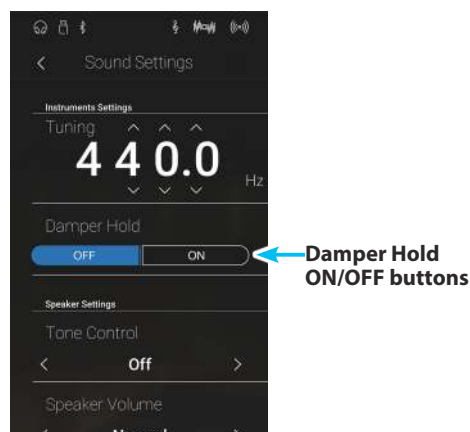 Sound Settings
Instruments Settings
Tuning
440.0
Hz
Damper Hold
OFF
ON
Damper Hold
ON/OFF buttons
Speaker Settings
Tone Control
Off
Speaker Volume
Normal